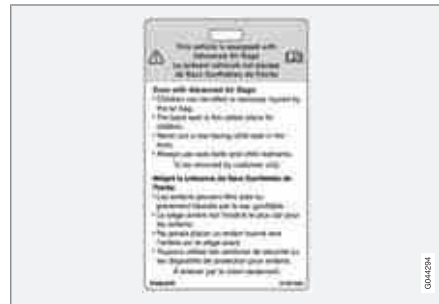 This vehicle is equipped with
Advanced Air Bags
Le présent véhicule est équipé
de Sacs Gonflables de Pointe
Even with Advanced Air Bags
• Children can be killed or seriously injured by
the air bag.
• The back seat is the safest place for
children.
• Never put a rear-facing child seat in the
front.
• Always use seat belts and child restraints.
To be removed by customer only.
Malgré la présence de Sacs Gonflables de
Pointe:
• Les enfants peuvent être tués ou
gravement blessés par le sac gonflable.
• Le siège arrière est l'endroit le plus sûr pour
les enfants.
• Ne jamais placer un enfant tourné vers
l'arrière sur le siège avant.
• Toujours utiliser les ceintures de sécurité ou
les dispositifs de protection pour enfants.
À enlever par le client seulement.
G044294